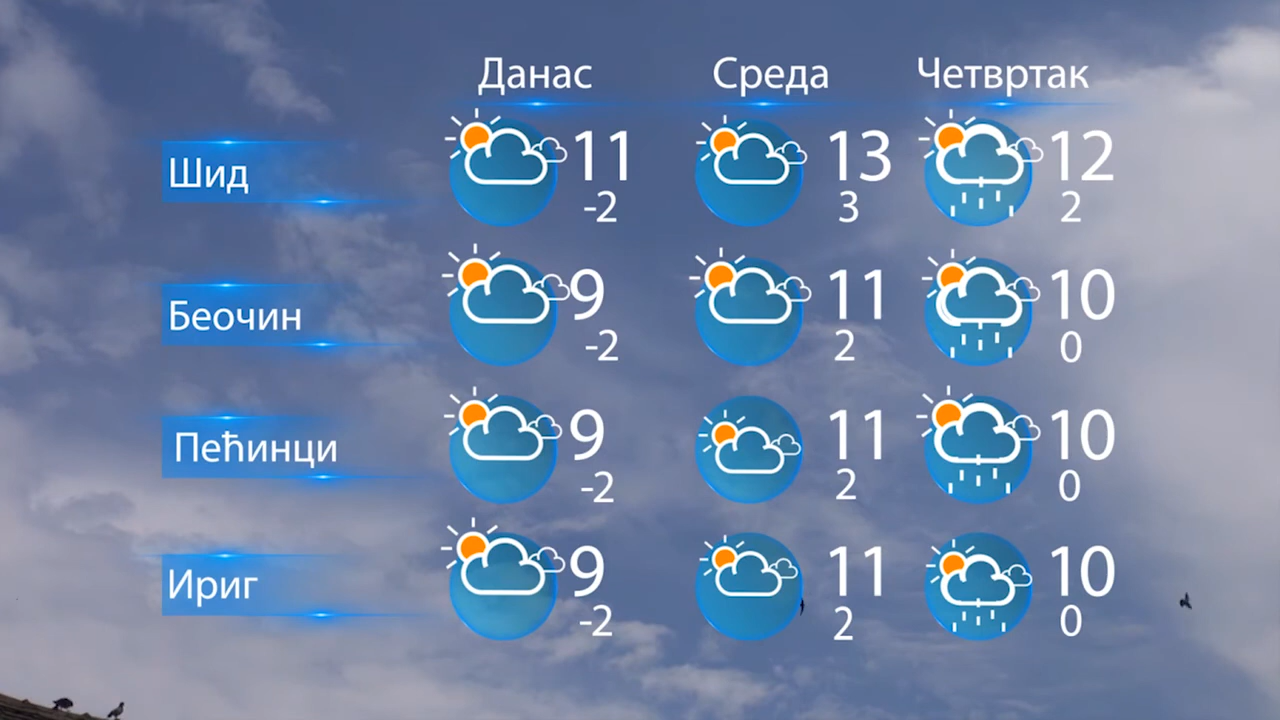 Данас Среда Четвртак
Шид 11 13 12
-2 3 2
Беочин 9 11 10
-2 2 0
Пећинци 9 11 10
-2 2 0
Ириг 9 11 10
-2 2 0